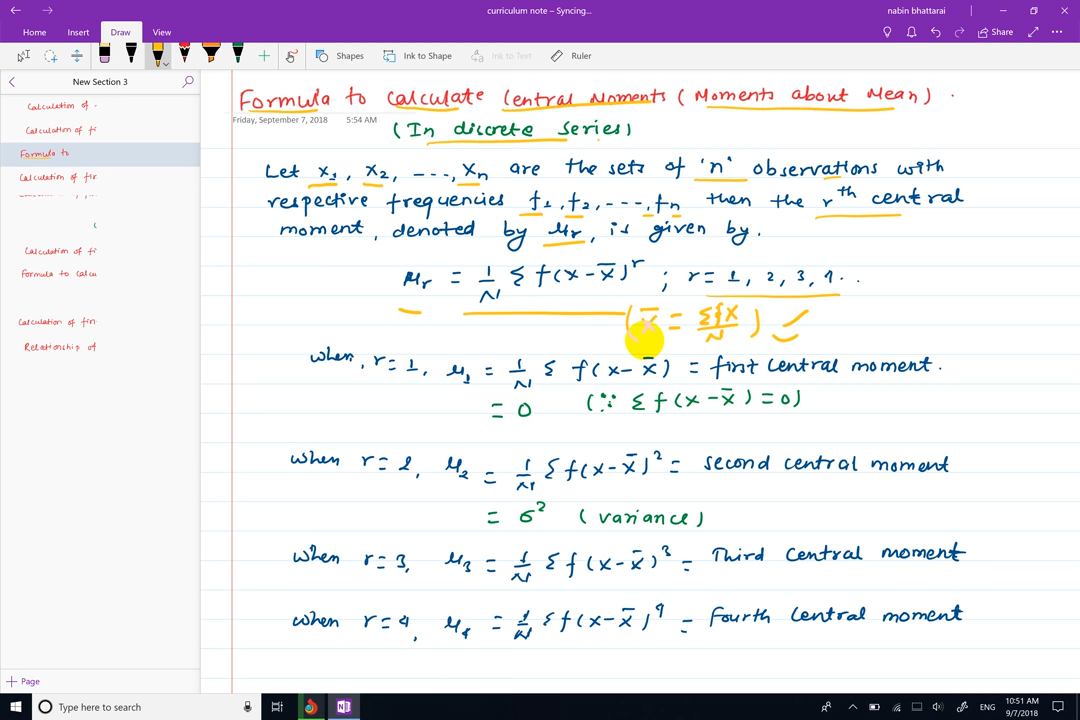 curriculum note – Syncing...
nabin bhattarai
Home Insert Draw View
Share
Shapes
Ink to Shape
Ink to Text
Ruler
New Section 3
Calculation of
Calculation of fi
Formula to
Calculation of fir
(
Calculation of fi
Formula to calcu
Calculation of fin
Relationship of
+ Page
Formula to calculate central moments (Moments about Mean).
Friday, September 7, 2018 5:54 AM
(In discrete series)
Let x₁, x₂, ..., xn are the sets of 'n' observations with
respective frequencies f₁, f₂, ...., fn then the rᵗʰ central
moment, denoted by μr, is given by,
μr = 1/N Σ f(x-x̄)ʳ ; r = 1, 2, 3, 4.
(x̄ = Σfx/N) ✓
when, r=1, μ₁ = 1/N Σ f(x-x̄) = first central moment.
= 0 (∵ Σ f(x-x̄) = 0)
when r=2, μ₂ = 1/N Σ f(x-x̄)² = second central moment
= σ² (variance)
when r=3, μ₃ = 1/N Σ f(x-x̄)³ = Third central moment
when r=4, μ₄ = 1/N Σ f(x-x̄)⁴ = Fourth central moment
Type here to search
10:51 AM
9/7/2018